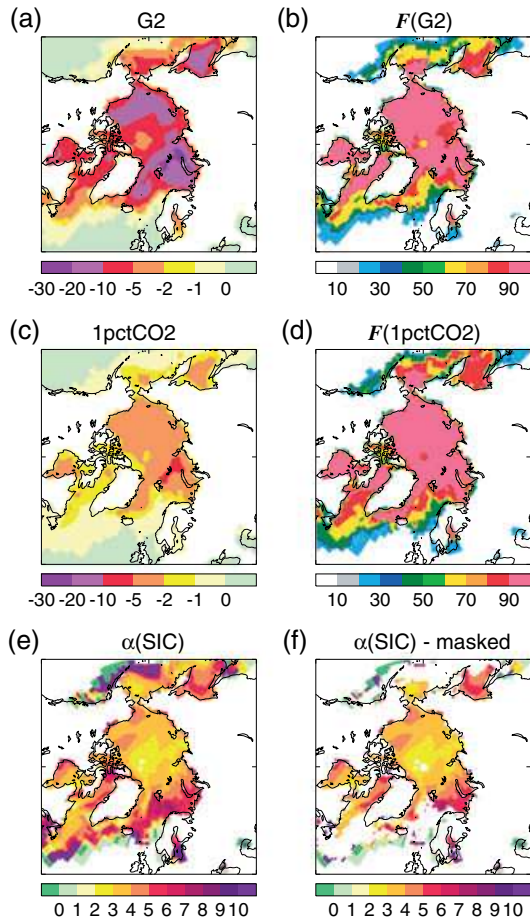 (a) G2 (b) F(G2)
-30 -20 -10 -5 -2 -1 0 10 30 50 70 90
(c) 1pctCO2 (d) F(1pctCO2)
-30 -20 -10 -5 -2 -1 0 10 30 50 70 90
(e) α(SIC) (f) α(SIC) - masked
0 1 2 3 4 5 6 7 8 9 10 0 1 2 3 4 5 6 7 8 9 10